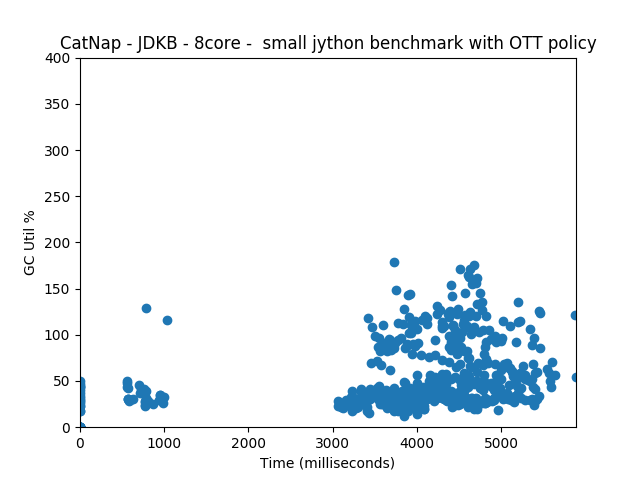 CatNap - JDKB - 8core -  small jython benchmark with OTT policy
400
350
300
250
200
150
100
50
0
GC Util %
0 1000 2000 3000 4000 5000
Time (milliseconds)